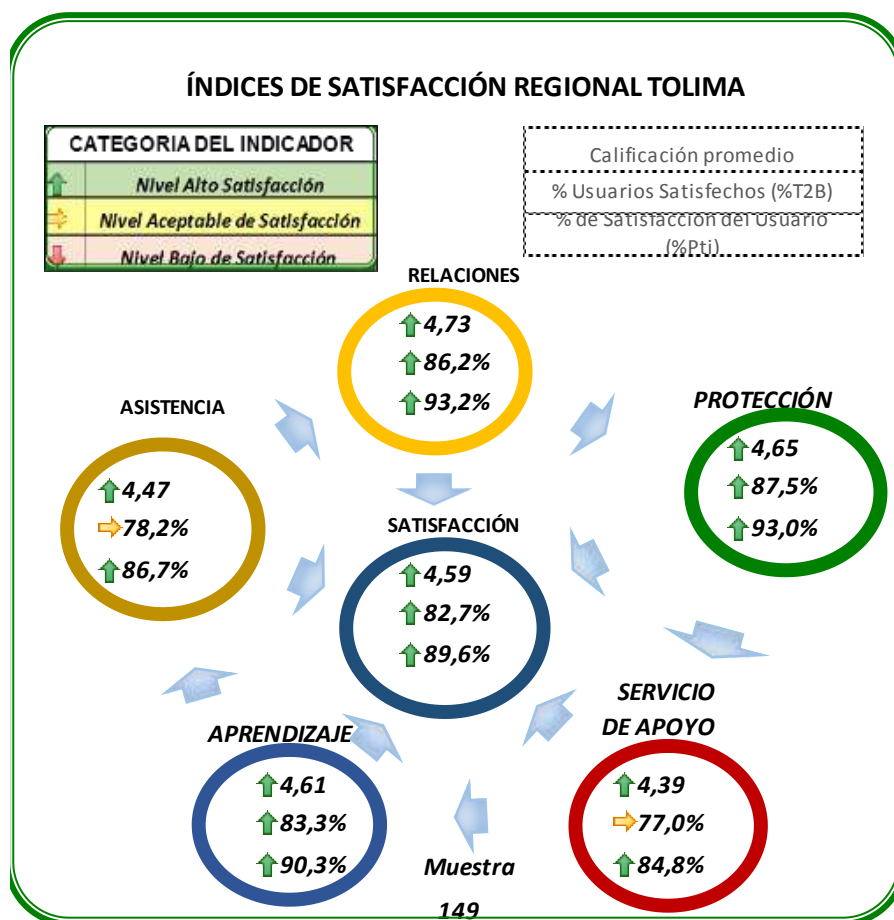 ÍNDICES DE SATISFACCIÓN REGIONAL TOLIMA
CATEGORIA DEL INDICADOR
Nivel Alto Satisfacción
Nivel Aceptable de Satisfacción
Nivel Bajo de Satisfacción
Calificación promedio
% Usuarios Satisfechos (%T2B)
% de Satisfacción del Usuario
(%Pti)
RELACIONES
4,73
86,2%
93,2%
ASISTENCIA
4,47
78,2%
86,7%
PROTECCIÓN
4,65
87,5%
93,0%
SATISFACCIÓN
4,59
82,7%
89,6%
APRENDIZAJE
4,61
83,3%
90,3%
SERVICIO
DE APOYO
4,39
77,0%
84,8%
Muestra
149